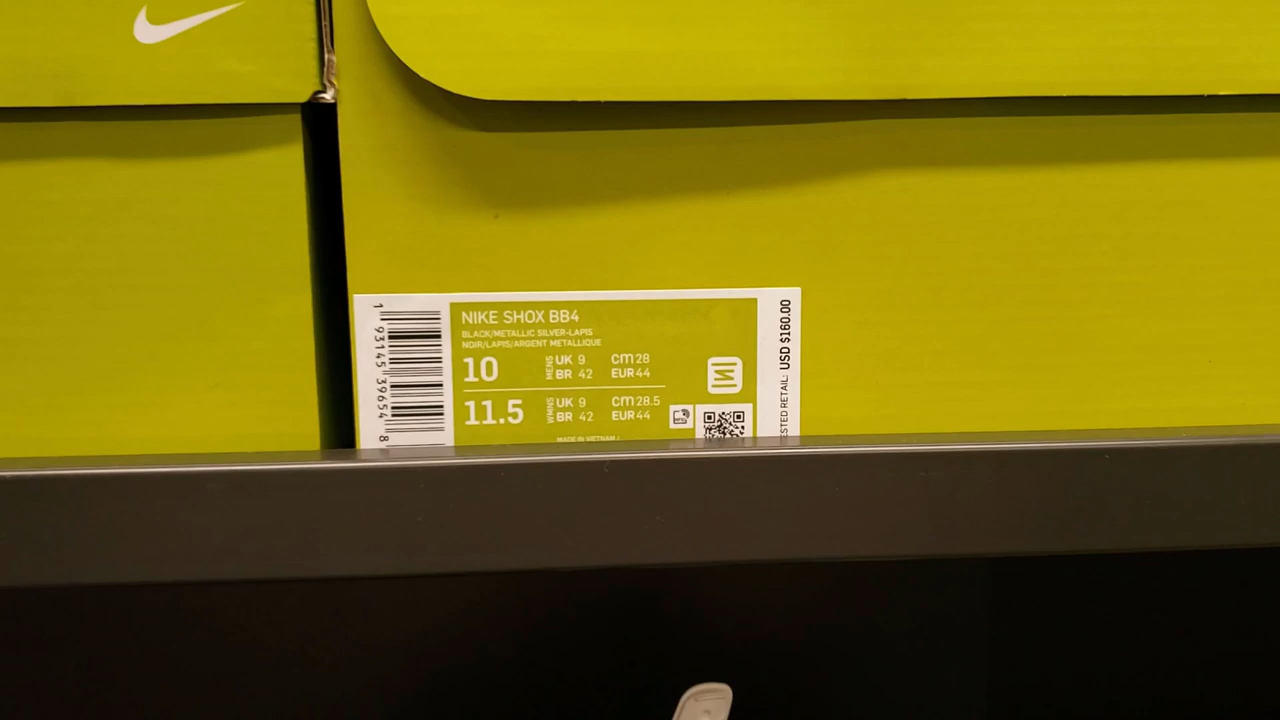 NIKE SHOX BB4
BLACK/METALLIC SILVER-LAPIS
NOIR/LAPIS/ARGENT METALLIQUE
10 MENS UK 9 cm 28
BR 42 EUR 44
11.5 WMNS UK 9 cm 28.5
BR 42 EUR 44
MADE IN VIETNAM /
1 93145 39654 8
USD $160.00
RETAIL: